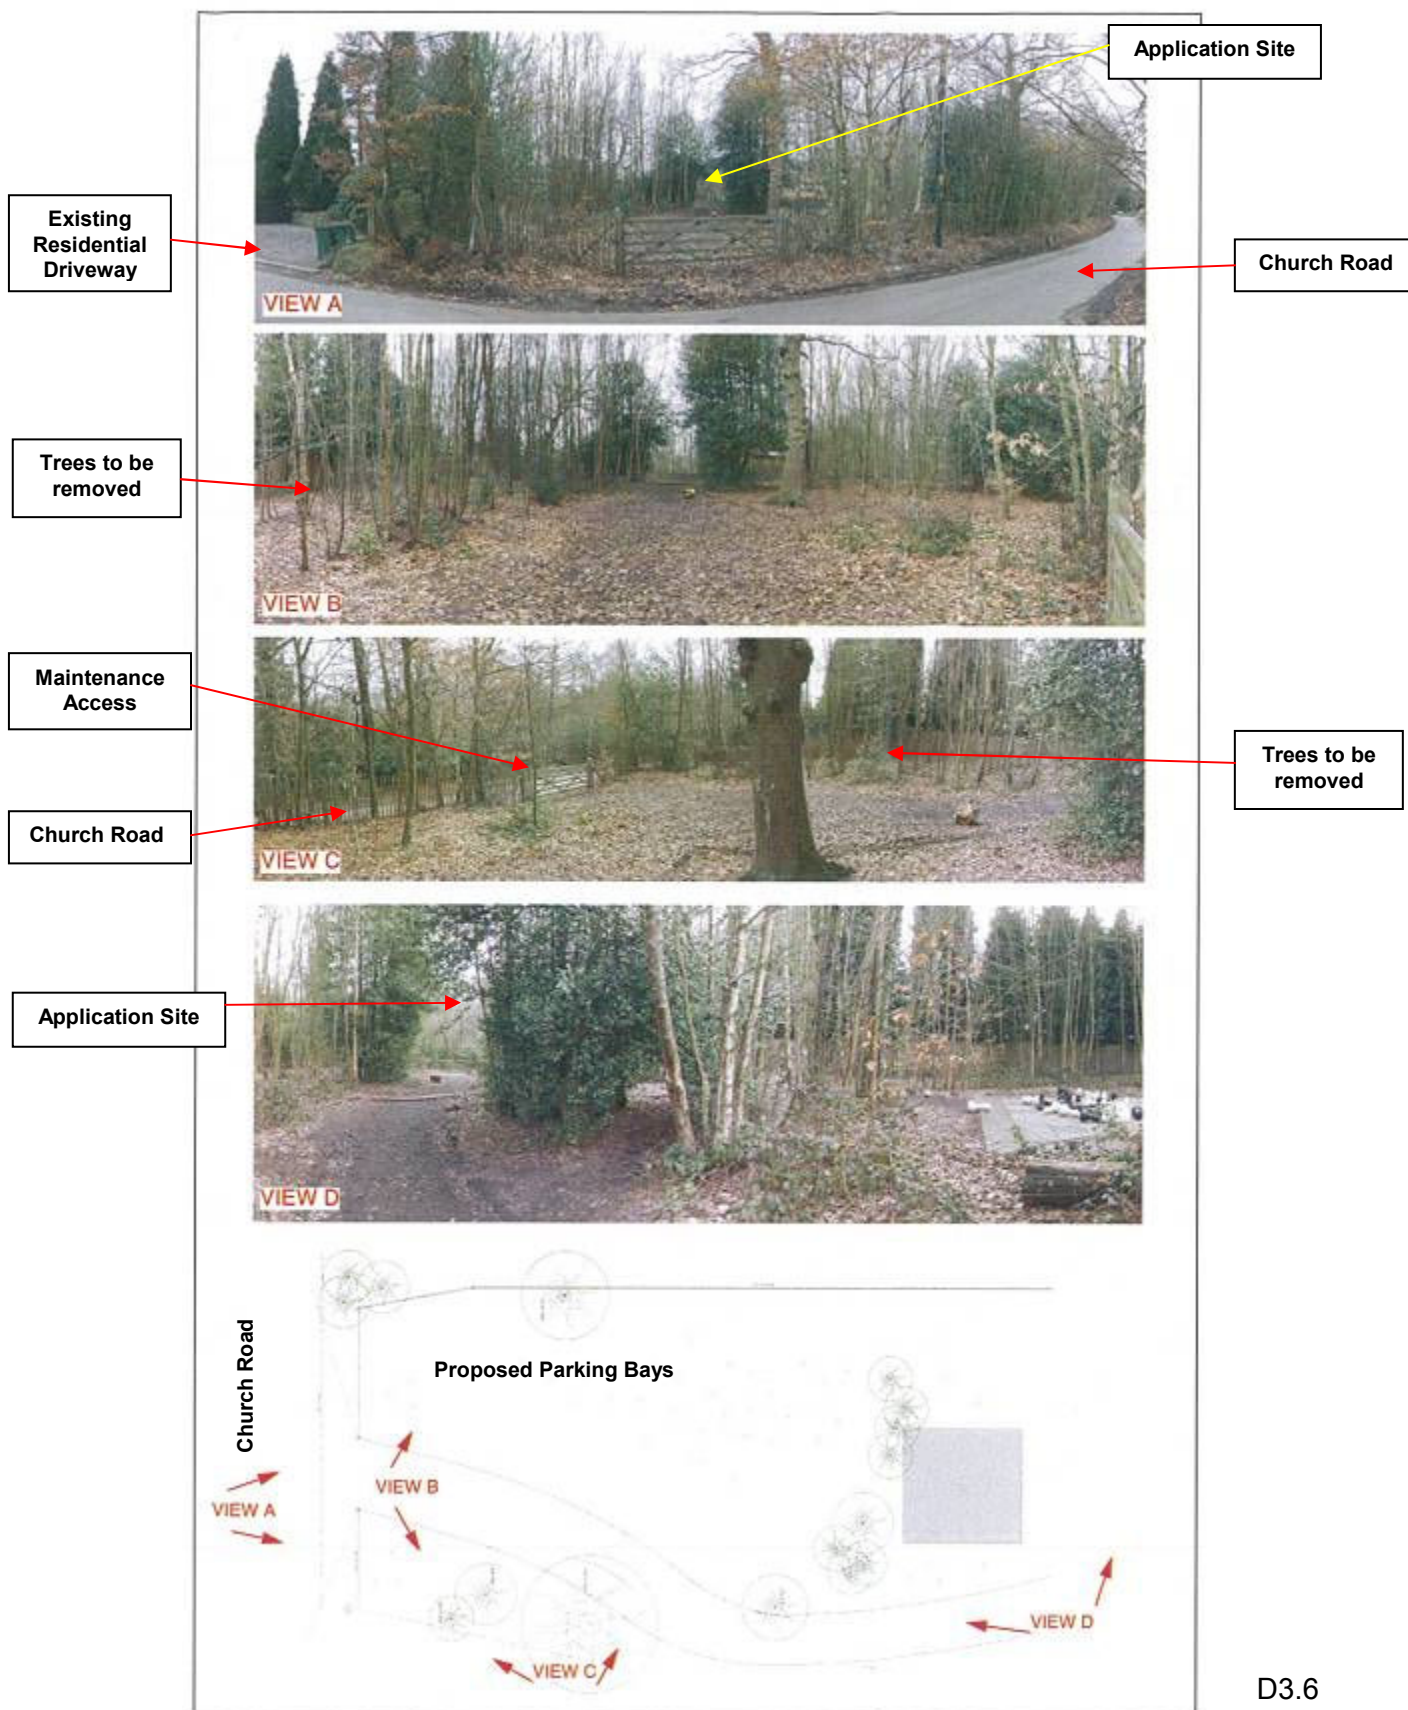 Application Site
Existing
Residential
Driveway
Church Road
VIEW A
Trees to be
removed
VIEW B
Maintenance
Access
Trees to be
removed
Church Road
VIEW C
Application Site
VIEW D
Church Road
Proposed Parking Bays
VIEW B
VIEW A
VIEW D
VIEW C
D3.6